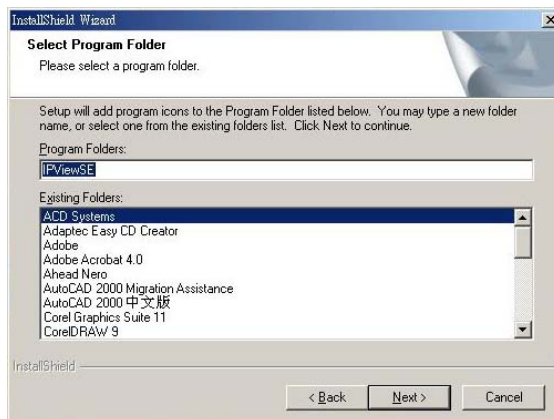 InstallShield Wizard
Select Program Folder
Please select a program folder.
Setup will add program icons to the Program Folder listed below. You may type a new folder
name, or select one from the existing folders list. Click Next to continue.
Program Folders:
IPViewSE
Existing Folders:
ACD Systems
Adaptec Easy CD Creator
Adobe
Adobe Acrobat 4.0
Ahead Nero
AutoCAD 2000 Migration Assistance
AutoCAD 2000 中文版
Corel Graphics Suite 11
CorelDRAW 9
InstallShield
< Back
Next >
Cancel